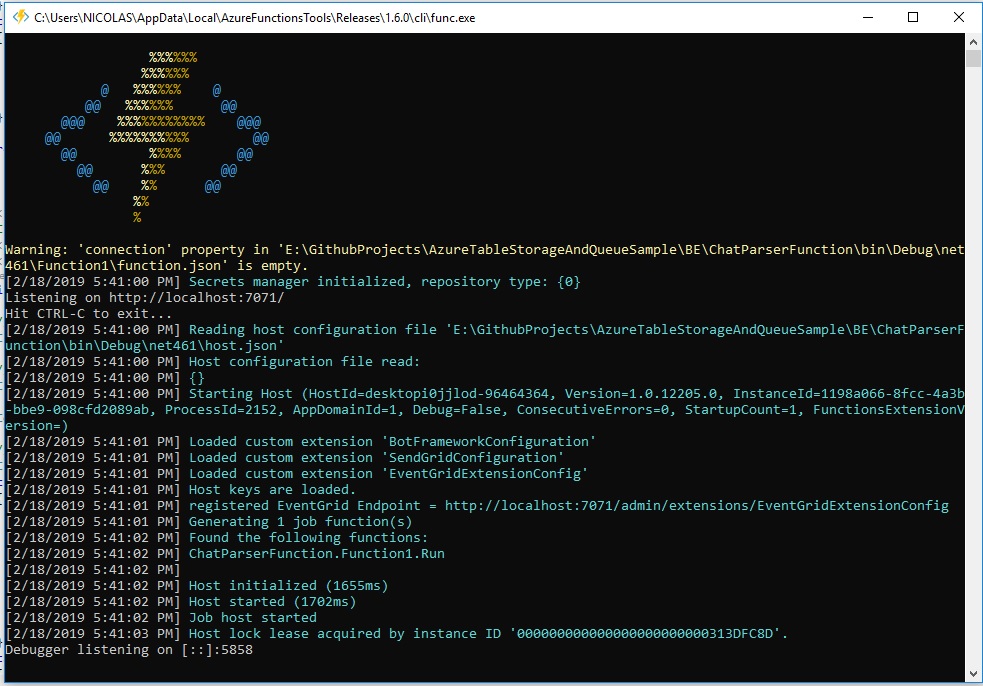 C:\Users\NICOLAS\AppData\Local\AzureFunctionsTools\Releases\1.6.0\cli\func.exe
%%%%%%
%%%%%%
@ %%%%%% @
@@ %%%%%% @@
@@@ %%%%%%%%%%% @@@
@@ %%%%%%%%%% @@
@@ %%%% @@
@@ %%% @@
@@ %% @@
%%
%
Warning: 'connection' property in 'E:\GithubProjects\AzureTableStorageAndQueueSample\BE\ChatParserFunction\bin\Debug\net
461\Function1\function.json' is empty.
[2/18/2019 5:41:00 PM] Secrets manager initialized, repository type: {0}
Listening on http://localhost:7071/
Hit CTRL-C to exit...
[2/18/2019 5:41:00 PM] Reading host configuration file 'E:\GithubProjects\AzureTableStorageAndQueueSample\BE\ChatParserF
unction\bin\Debug\net461\host.json'
[2/18/2019 5:41:00 PM] Host configuration file read:
[2/18/2019 5:41:00 PM] {}
[2/18/2019 5:41:00 PM] Starting Host (HostId=desktopi0jjlod-96464364, Version=1.0.12205.0, InstanceId=1198a066-8fcc-4a3b
-bbe9-098cfd2089ab, ProcessId=2152, AppDomainId=1, Debug=False, ConsecutiveErrors=0, StartupCount=1, FunctionsExtensionV
ersion=)
[2/18/2019 5:41:01 PM] Loaded custom extension 'BotFrameworkConfiguration'
[2/18/2019 5:41:01 PM] Loaded custom extension 'SendGridConfiguration'
[2/18/2019 5:41:01 PM] Loaded custom extension 'EventGridExtensionConfig'
[2/18/2019 5:41:01 PM] Host keys are loaded.
[2/18/2019 5:41:01 PM] registered EventGrid Endpoint = http://localhost:7071/admin/extensions/EventGridExtensionConfig
[2/18/2019 5:41:01 PM] Generating 1 job function(s)
[2/18/2019 5:41:02 PM] Found the following functions:
[2/18/2019 5:41:02 PM] ChatParserFunction.Function1.Run
[2/18/2019 5:41:02 PM]
[2/18/2019 5:41:02 PM] Host initialized (1655ms)
[2/18/2019 5:41:02 PM] Host started (1702ms)
[2/18/2019 5:41:02 PM] Job host started
[2/18/2019 5:41:03 PM] Host lock lease acquired by instance ID '000000000000000000000000313DFC8D'.
Debugger listening on [::]:5858